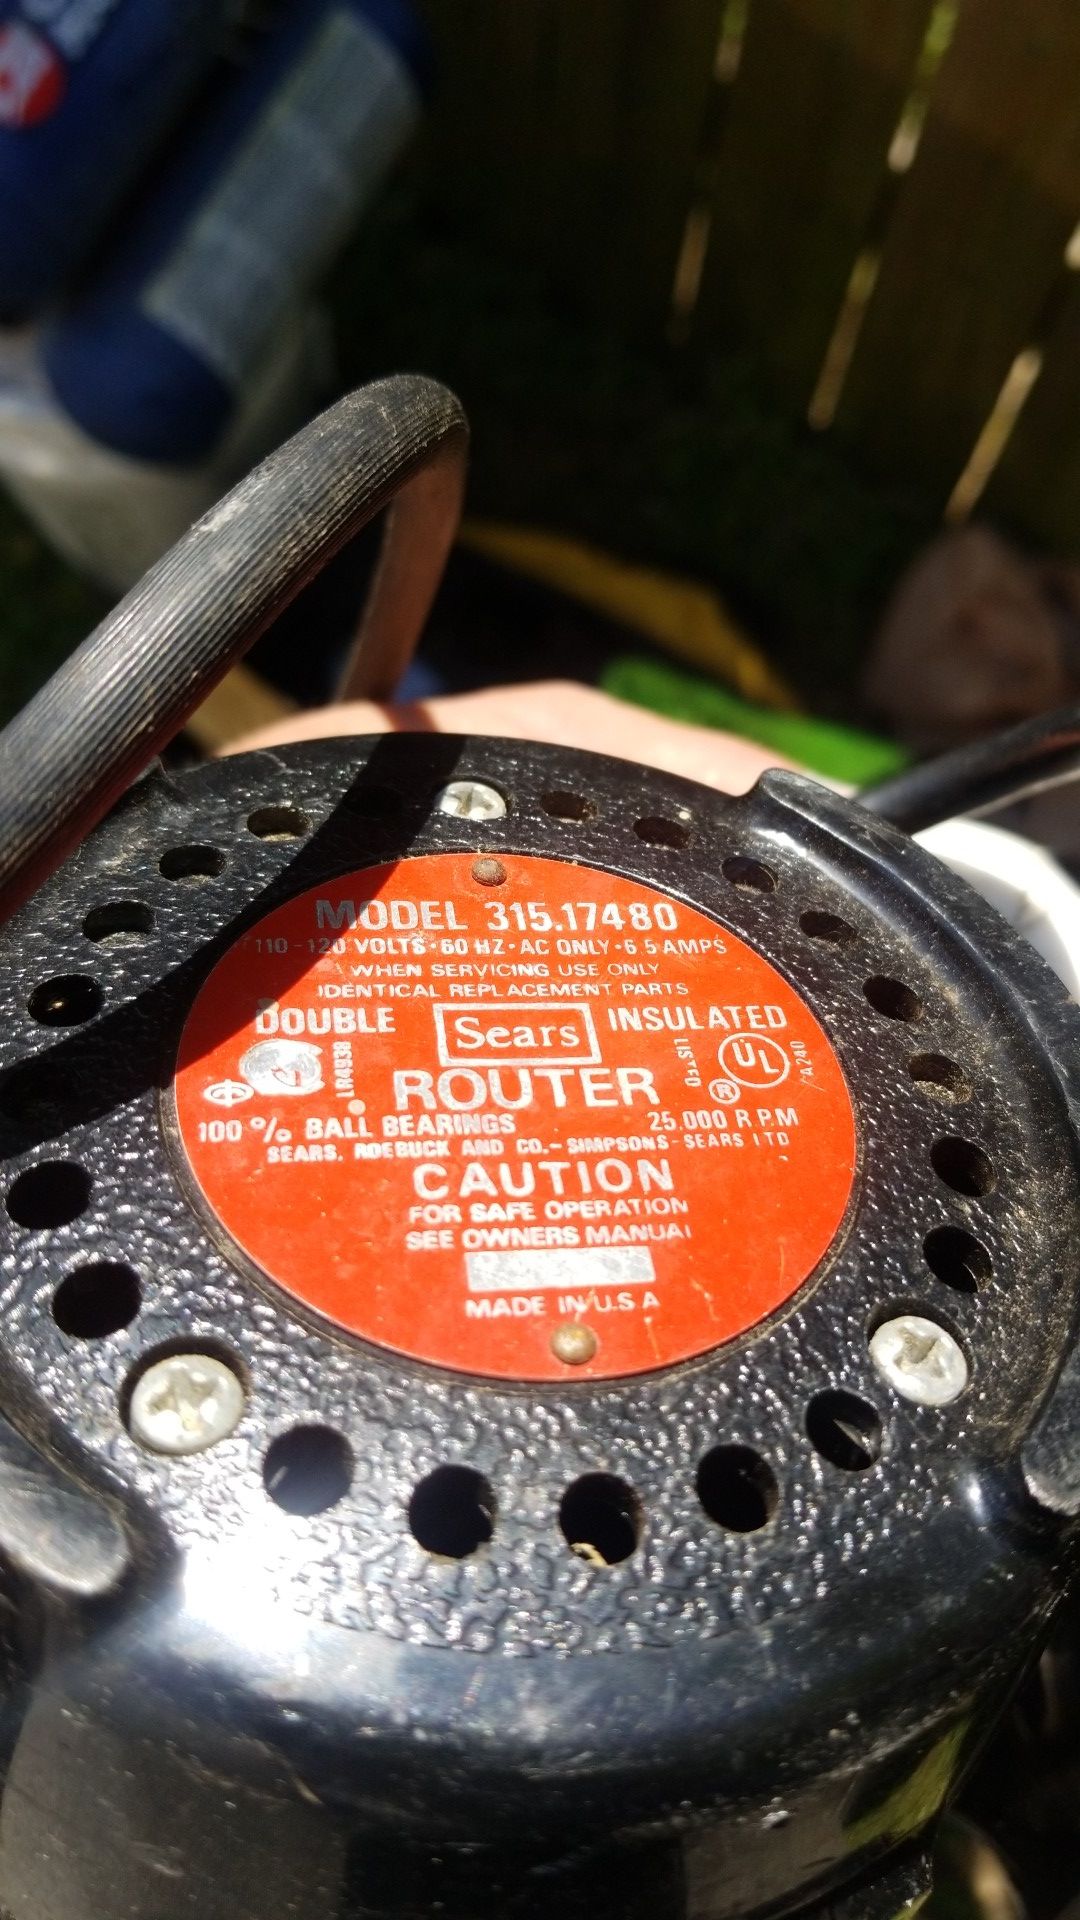 MODEL 315.17480
110-120 VOLTS·60 HZ·AC ONLY·6.5 AMPS
WHEN SERVICING USE ONLY
IDENTICAL REPLACEMENT PARTS
DOUBLE Sears INSULATED
LR4938
LISTED
UL
A240
®
ROUTER
100 % BALL BEARINGS 25,000 R.P.M
SEARS, ROEBUCK AND CO.- SIMPSONS-SEARS LTD
CAUTION
FOR SAFE OPERATION
SEE OWNERS MANUAL
MADE IN U.S.A